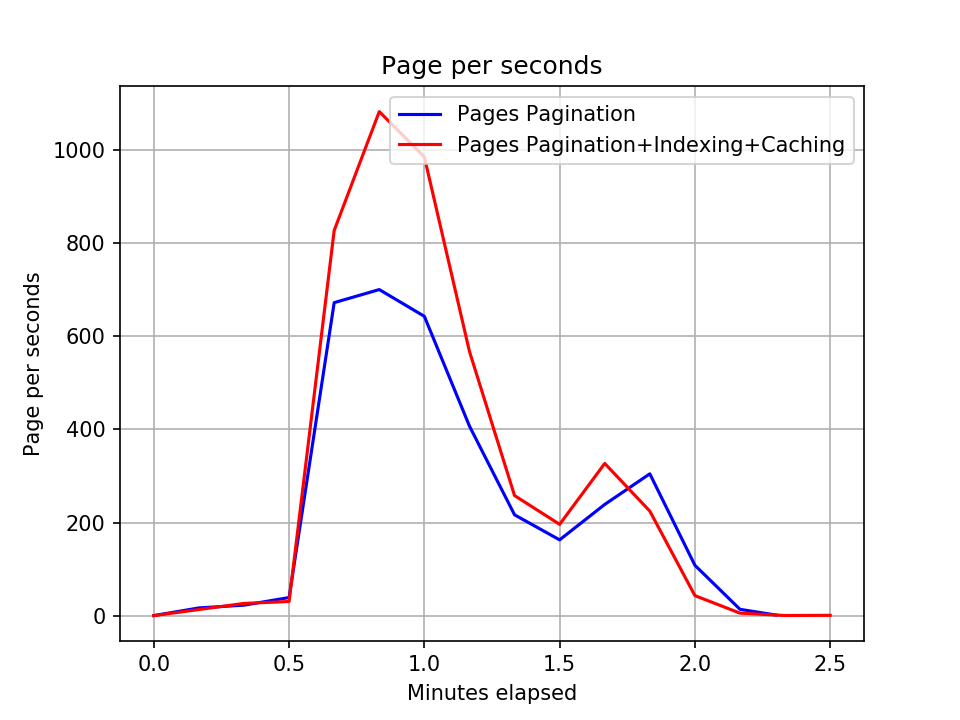 Page per seconds
Pages Pagination
Pages Pagination+Indexing+Caching
Page per seconds
1000
800
600
400
200
0
0.0 0.5 1.0 1.5 2.0 2.5
Minutes elapsed